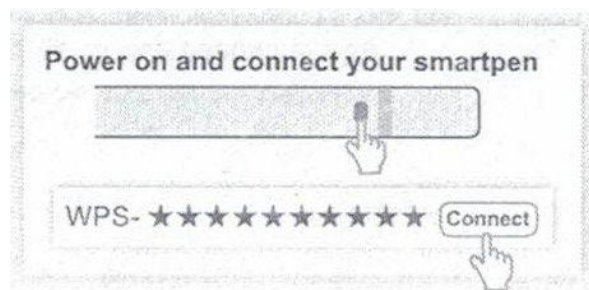 Power on and connect your smartpen
WPS-★★★★★★★★★★ Connect